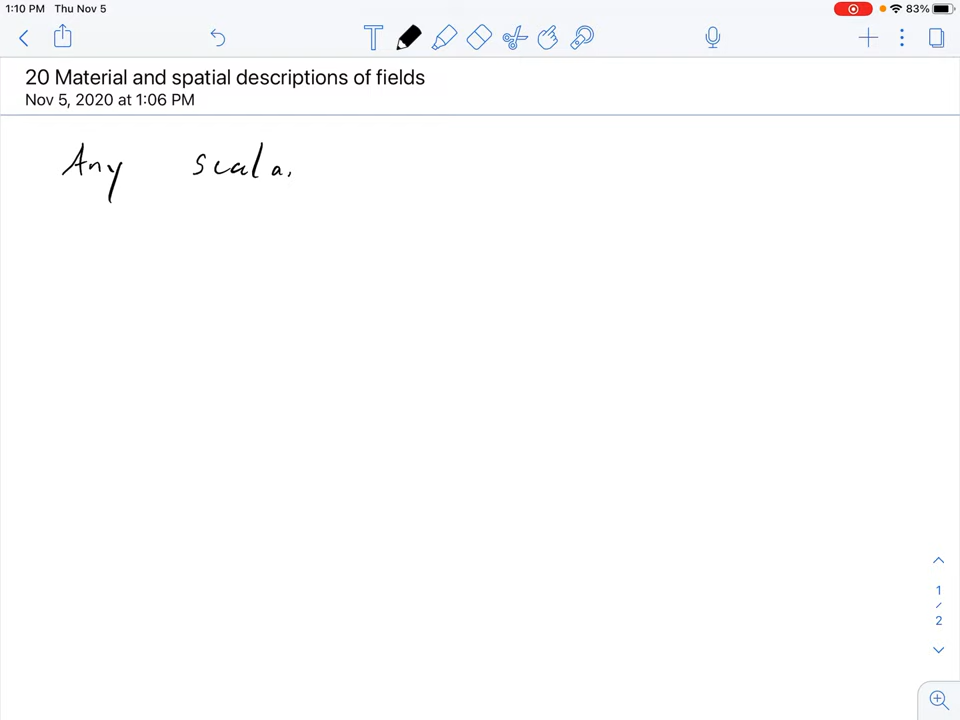 1:10 PM Thu Nov 5 83%
20 Material and spatial descriptions of fields
Nov 5, 2020 at 1:06 PM
Any scala
1
/
2